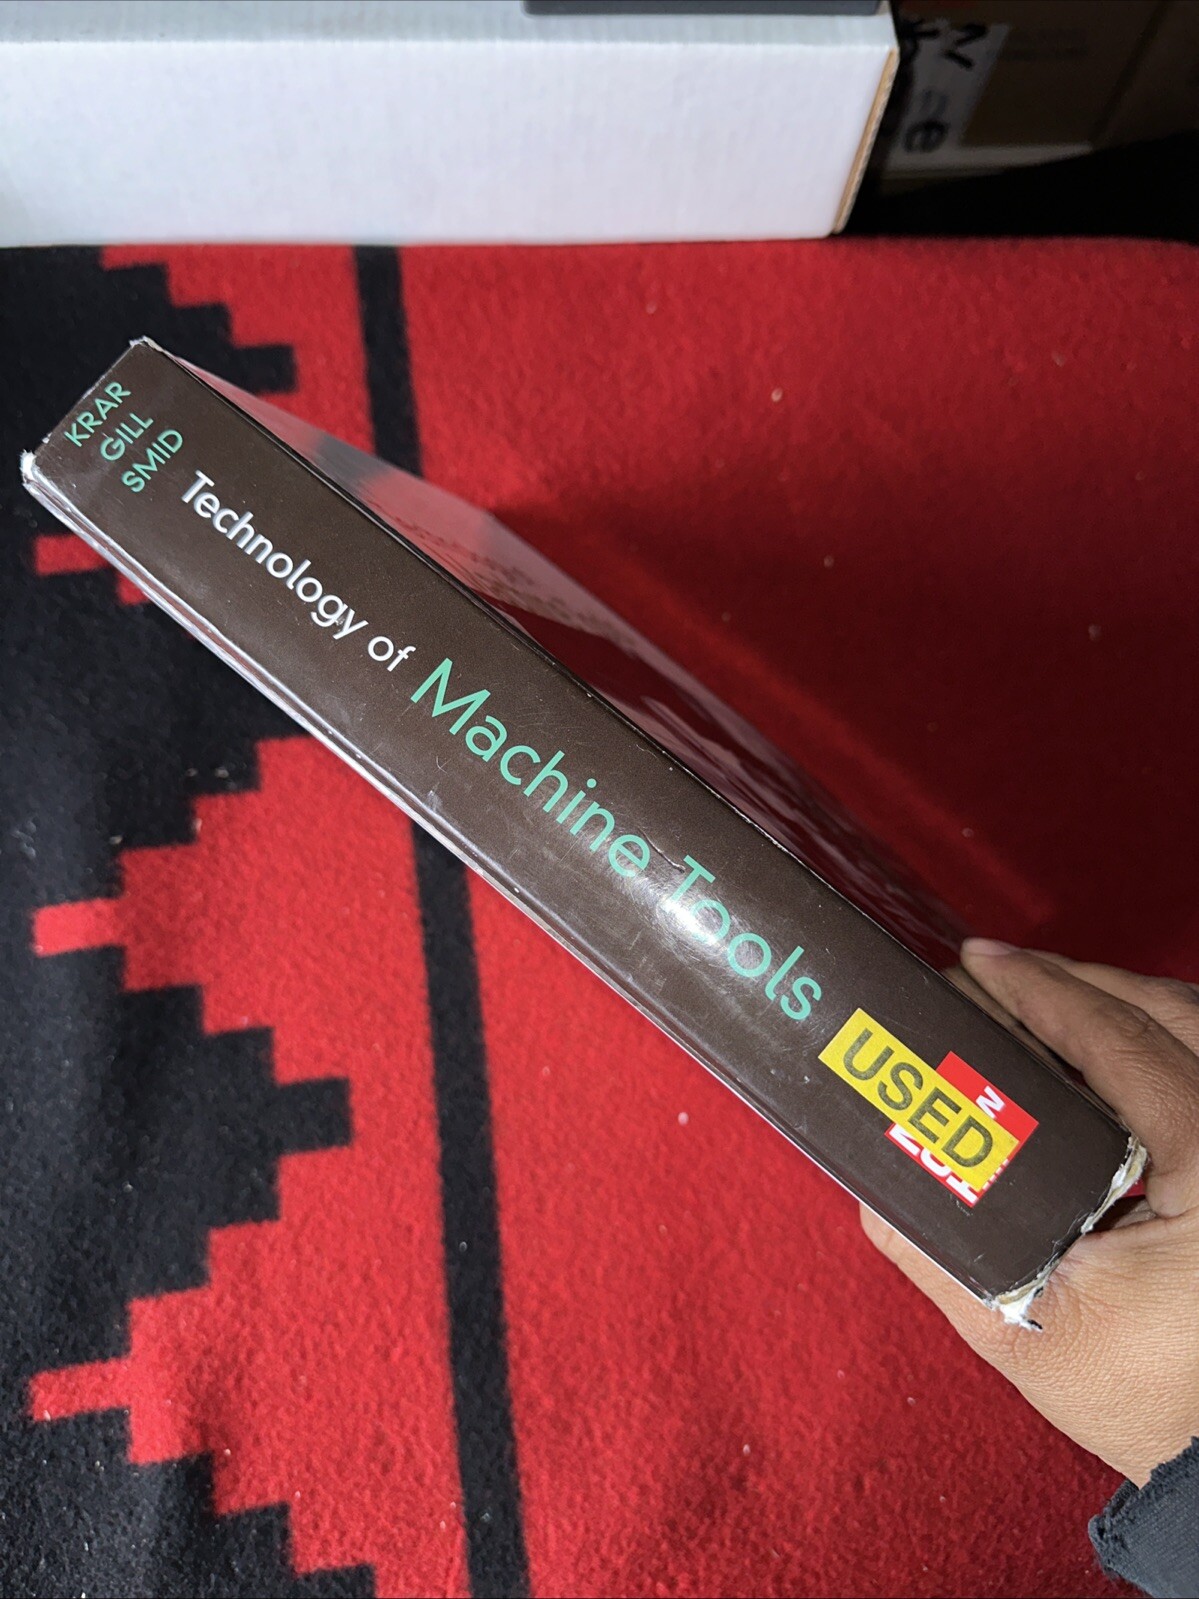 KRAR
GILL
SMID
Technology of Machine Tools
USED